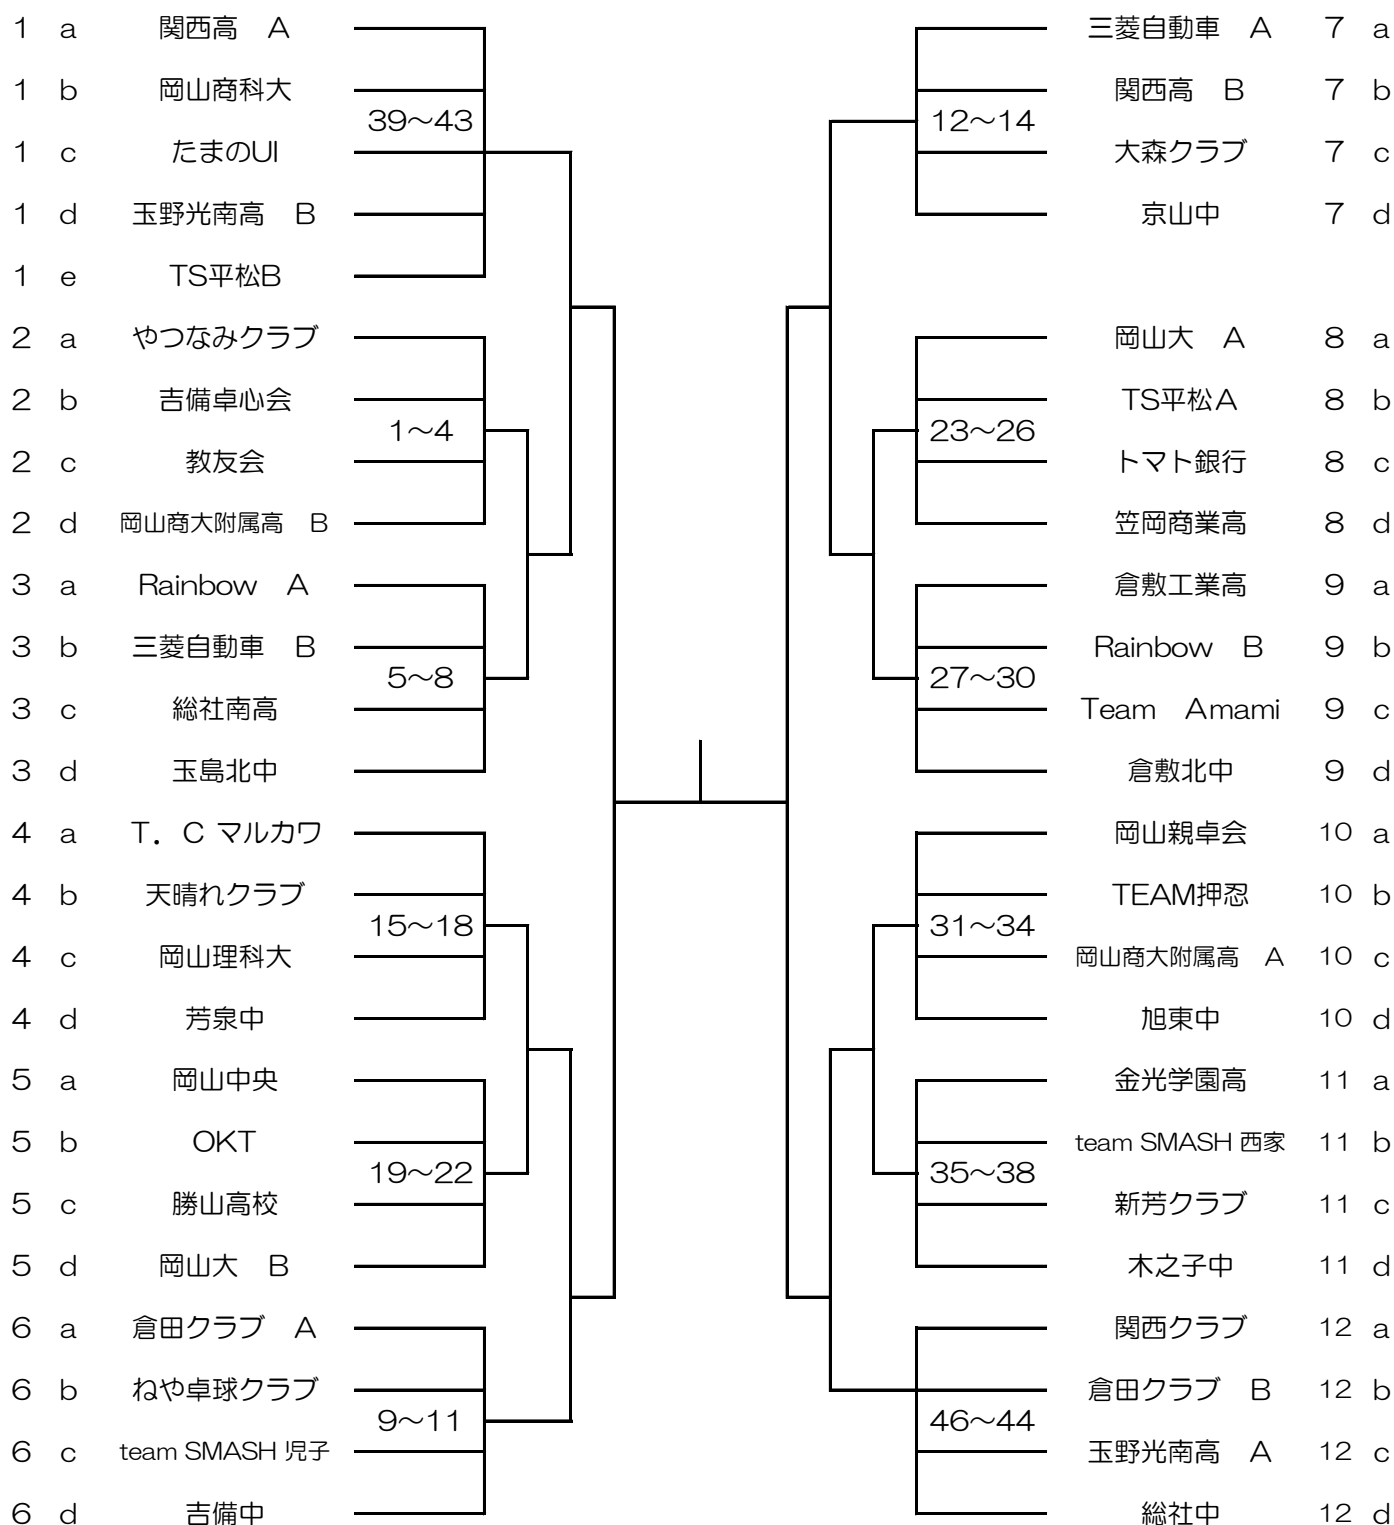 1 a 関西高 A
1 b 岡山商科大
39～43
1 c たまのUI
1 d 玉野光南高 B
1 e TS平松B
2 a やつなみクラブ
2 b 吉備卓心会
1～4
2 c 教友会
2 d 岡山商大附属高 B
3 a Rainbow A
3 b 三菱自動車 B
5～8
3 c 総社南高
3 d 玉島北中
4 a T．C マルカワ
4 b 天晴れクラブ
15～18
4 c 岡山理科大
4 d 芳泉中
5 a 岡山中央
5 b OKT
19～22
5 c 勝山高校
5 d 岡山大 B
6 a 倉田クラブ A
6 b ねや卓球クラブ
9～11
6 c team SMASH 児子
6 d 吉備中
三菱自動車 A 7 a
関西高 B 7 b
12～14
大森クラブ 7 c
京山中 7 d
岡山大 A 8 a
TS平松A 8 b
23～26
トマト銀行 8 c
笠岡商業高 8 d
倉敷工業高 9 a
Rainbow B 9 b
27～30
Team Amami 9 c
倉敷北中 9 d
岡山親卓会 10 a
TEAM押忍 10 b
31～34
岡山商大附属高 A 10 c
旭東中 10 d
金光学園高 11 a
team SMASH 西家 11 b
35～38
新芳クラブ 11 c
木之子中 11 d
関西クラブ 12 a
倉田クラブ B 12 b
46～44
玉野光南高 A 12 c
総社中 12 d